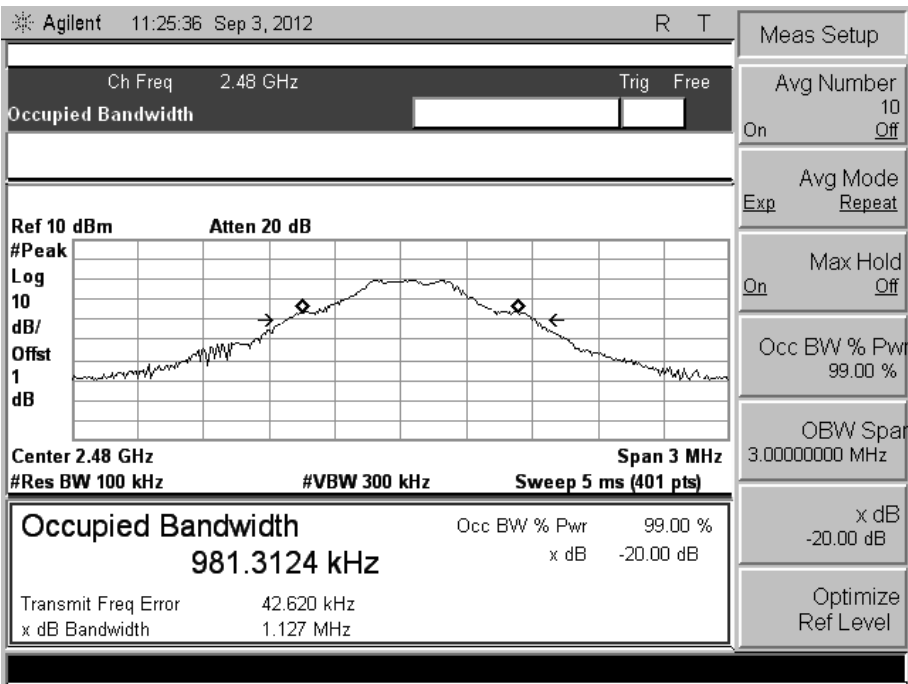 Agilent 11:25:36 Sep 3, 2012 R T
Ch Freq 2.48 GHz Trig Free
Occupied Bandwidth
Ref 10 dBm Atten 20 dB
#Peak
Log
10
dB/
Offst
1
dB
Center 2.48 GHz Span 3 MHz
#Res BW 100 kHz #VBW 300 kHz Sweep 5 ms (401 pts)
Occupied Bandwidth Occ BW % Pwr 99.00 %
981.3124 kHz x dB -20.00 dB
Transmit Freq Error 42.620 kHz
x dB Bandwidth 1.127 MHz
Meas Setup
Avg Number
10
On Off
Avg Mode
Exp Repeat
Max Hold
On Off
Occ BW % Pwr
99.00 %
OBW Span
3.00000000 MHz
x dB
-20.00 dB
Optimize
Ref Level